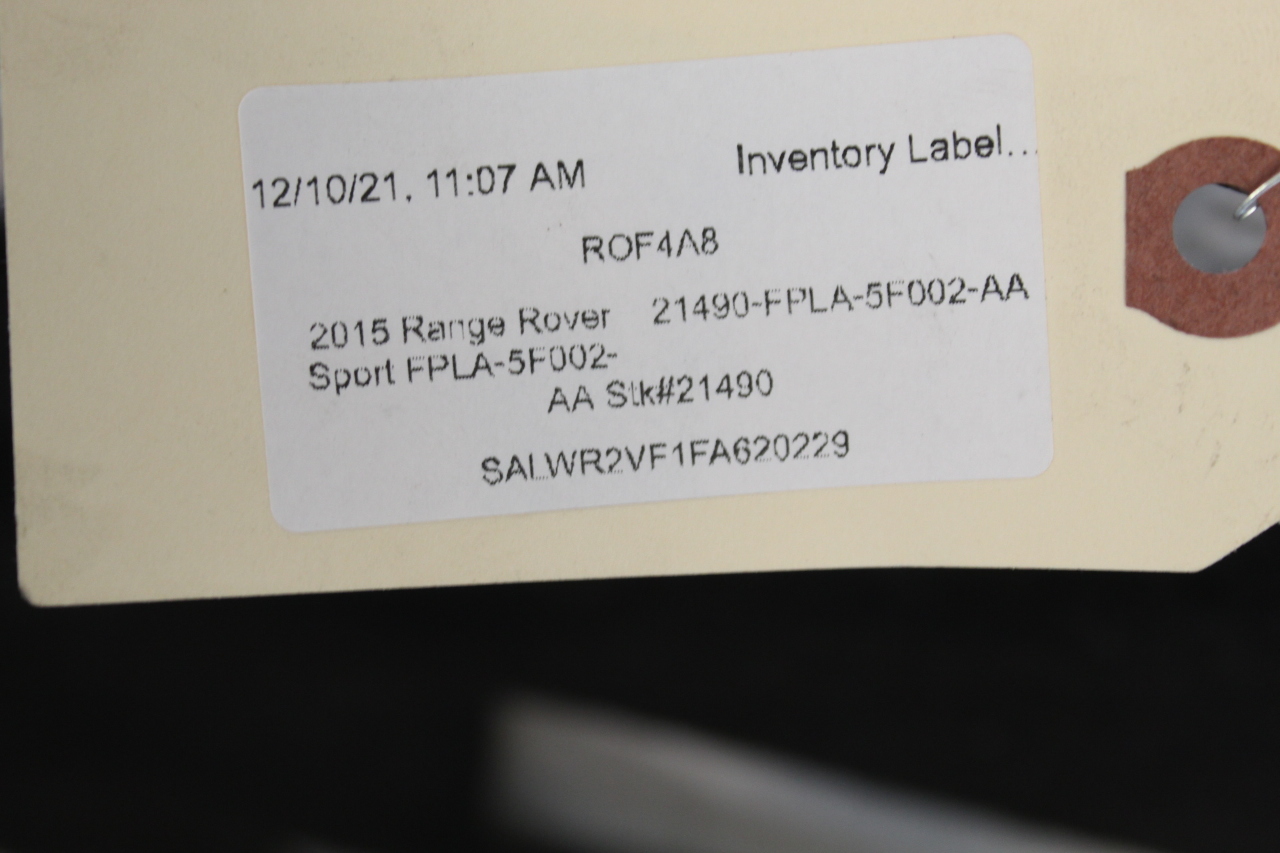 12/10/21, 11:07 AM Inventory Label...
ROF4A8
2015 Range Rover 21490-FPLA-5F002-AA
Sport FPLA-5F002-
AA Stk#21490
SALWR2VF1FA620229